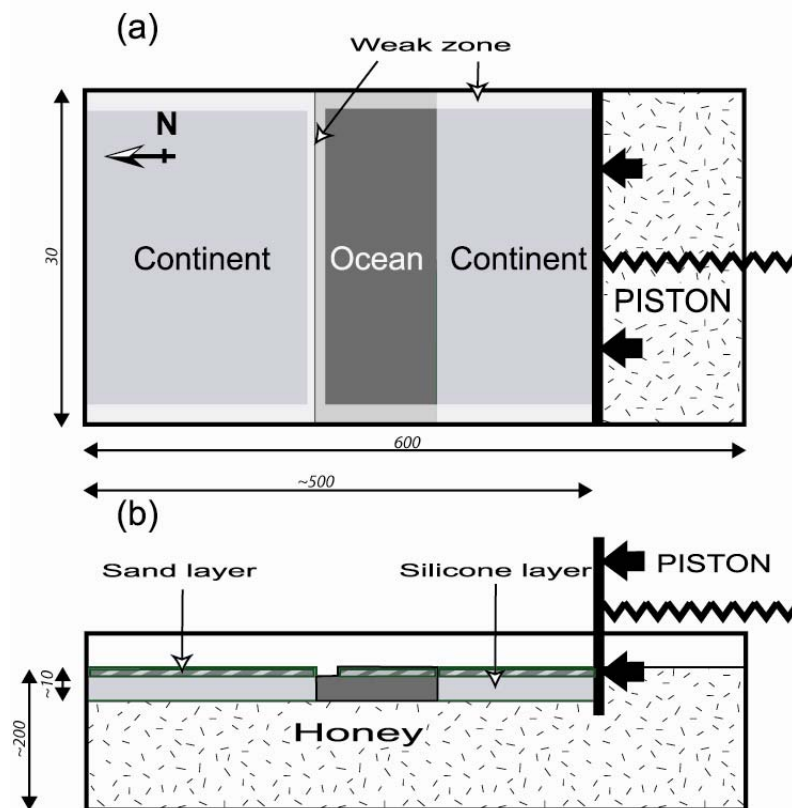 (a)
Weak zone
N
Continent
Ocean
Continent
PISTON
30
600
~500
(b)
Sand layer
Silicone layer
PISTON
~10
~200
Honey